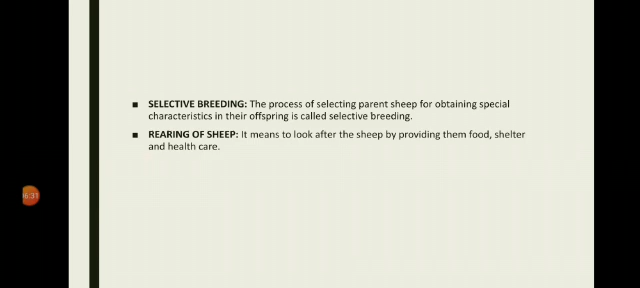 ■ SELECTIVE BREEDING: The process of selecting parent sheep for obtaining special
characteristics in their offspring is called selective breeding.
■ REARING OF SHEEP: It means to look after the sheep by providing them food, shelter
and health care.